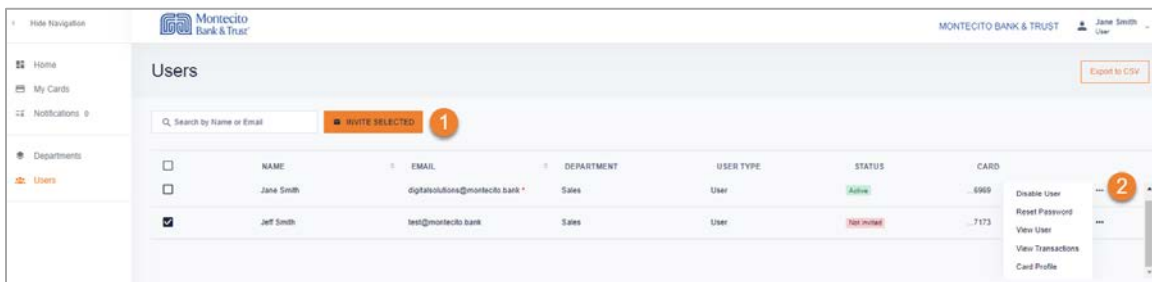 Hide Navigation
Montecito
Bank & Trust
MONTECITO BANK & TRUST
Jane Smith
User
Home
My Cards
Notifications 0
Departments
Users
Users
Export to CSV
Search by Name or Email
INVITE SELECTED
1
NAME EMAIL DEPARTMENT USER TYPE STATUS CARD
Jane Smith digitalsolutions@montecito.bank * Sales User Active ...6969 ... 2
Jeff Smith test@montecito.bank Sales User Not Invited ...7173 ...
Disable User
Reset Password
View User
View Transactions
Card Profile